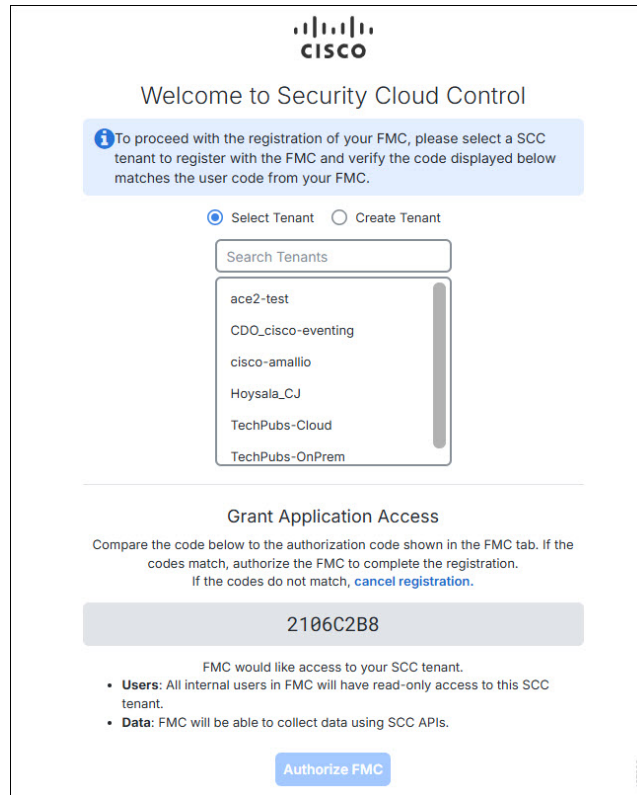 CISCO
Welcome to Security Cloud Control
To proceed with the registration of your FMC, please select a SCC
tenant to register with the FMC and verify the code displayed below
matches the user code from your FMC.
Select Tenant Create Tenant
Search Tenants
ace2-test
CDO_cisco-eventing
cisco-amallio
Hoysala_CJ
TechPubs-Cloud
TechPubs-OnPrem
Grant Application Access
Compare the code below to the authorization code shown in the FMC tab. If the
codes match, authorize the FMC to complete the registration.
If the codes do not match, cancel registration.
2106C2B8
FMC would like access to your SCC tenant.
• Users: All internal users in FMC will have read-only access to this SCC
tenant.
• Data: FMC will be able to collect data using SCC APIs.
Authorize FMC